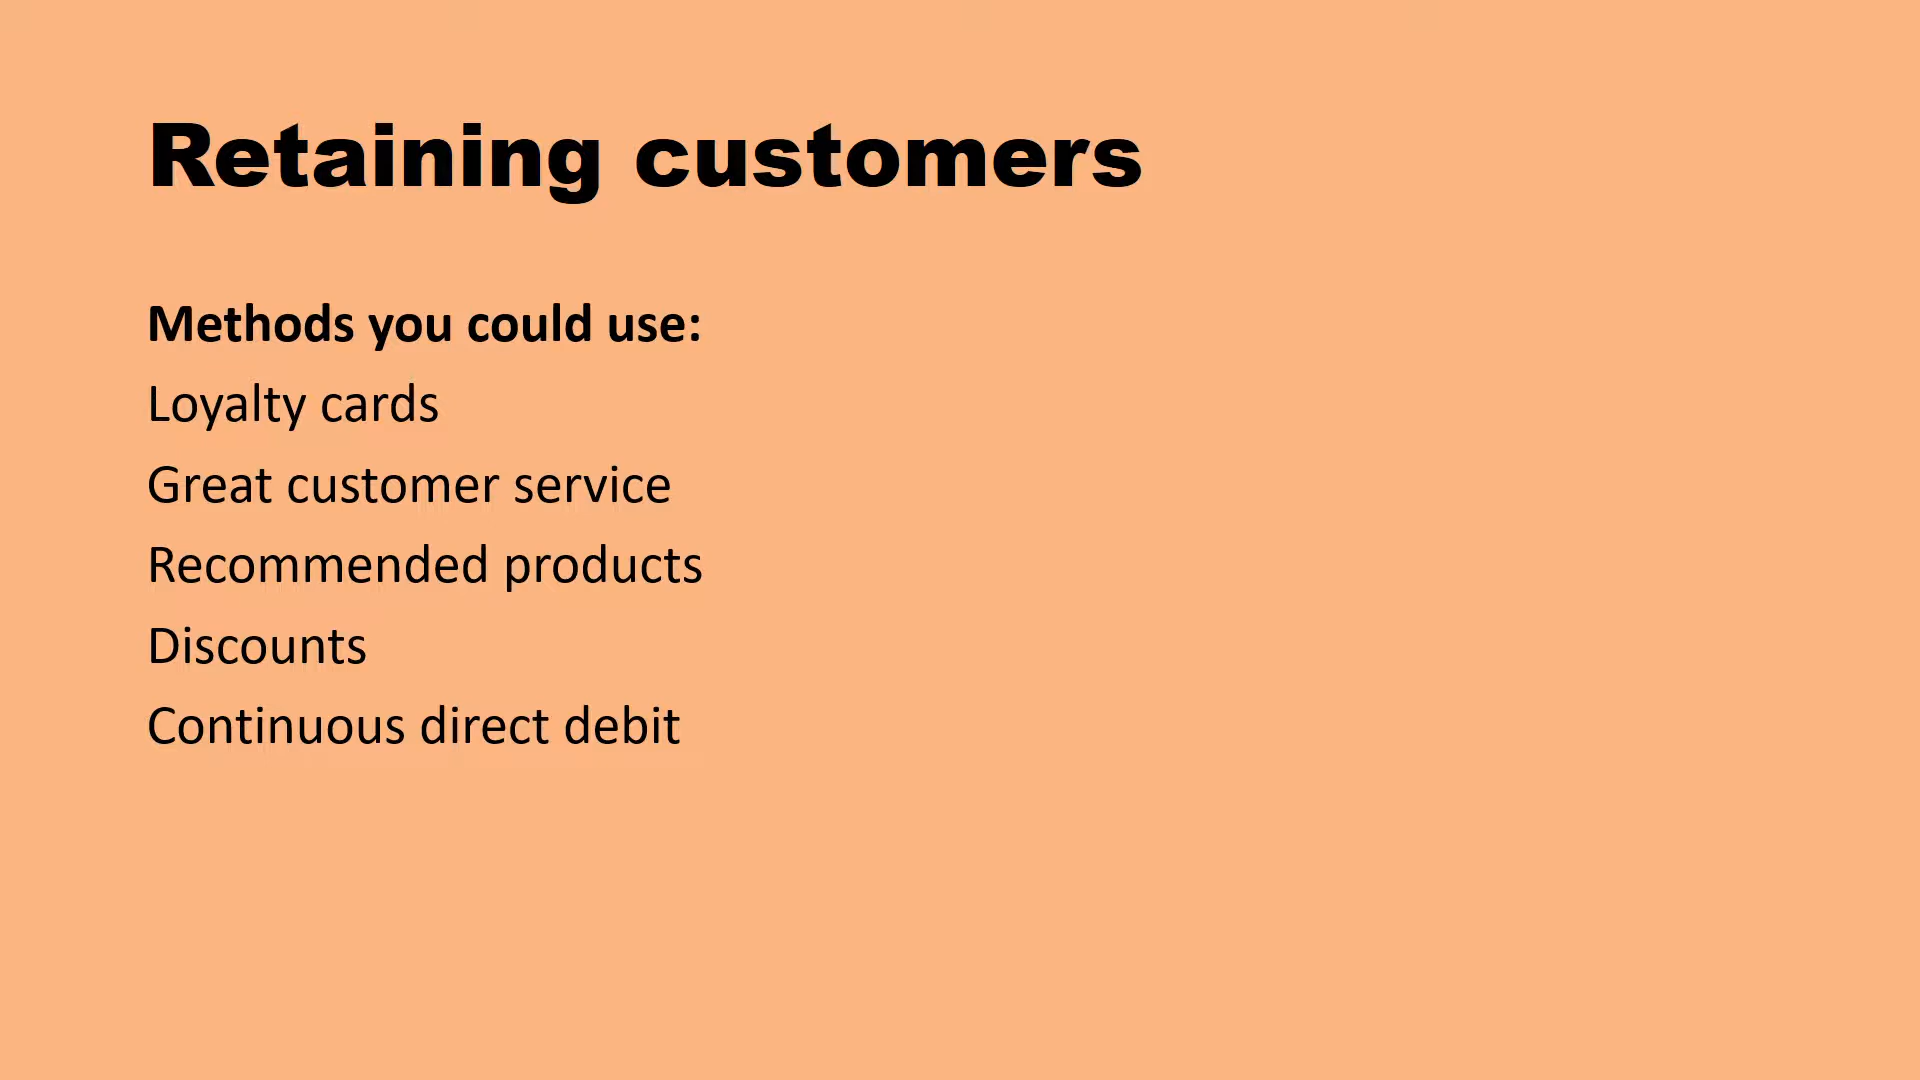 Retaining customers
Methods you could use:
Loyalty cards
Great customer service
Recommended products
Discounts
Continuous direct debit